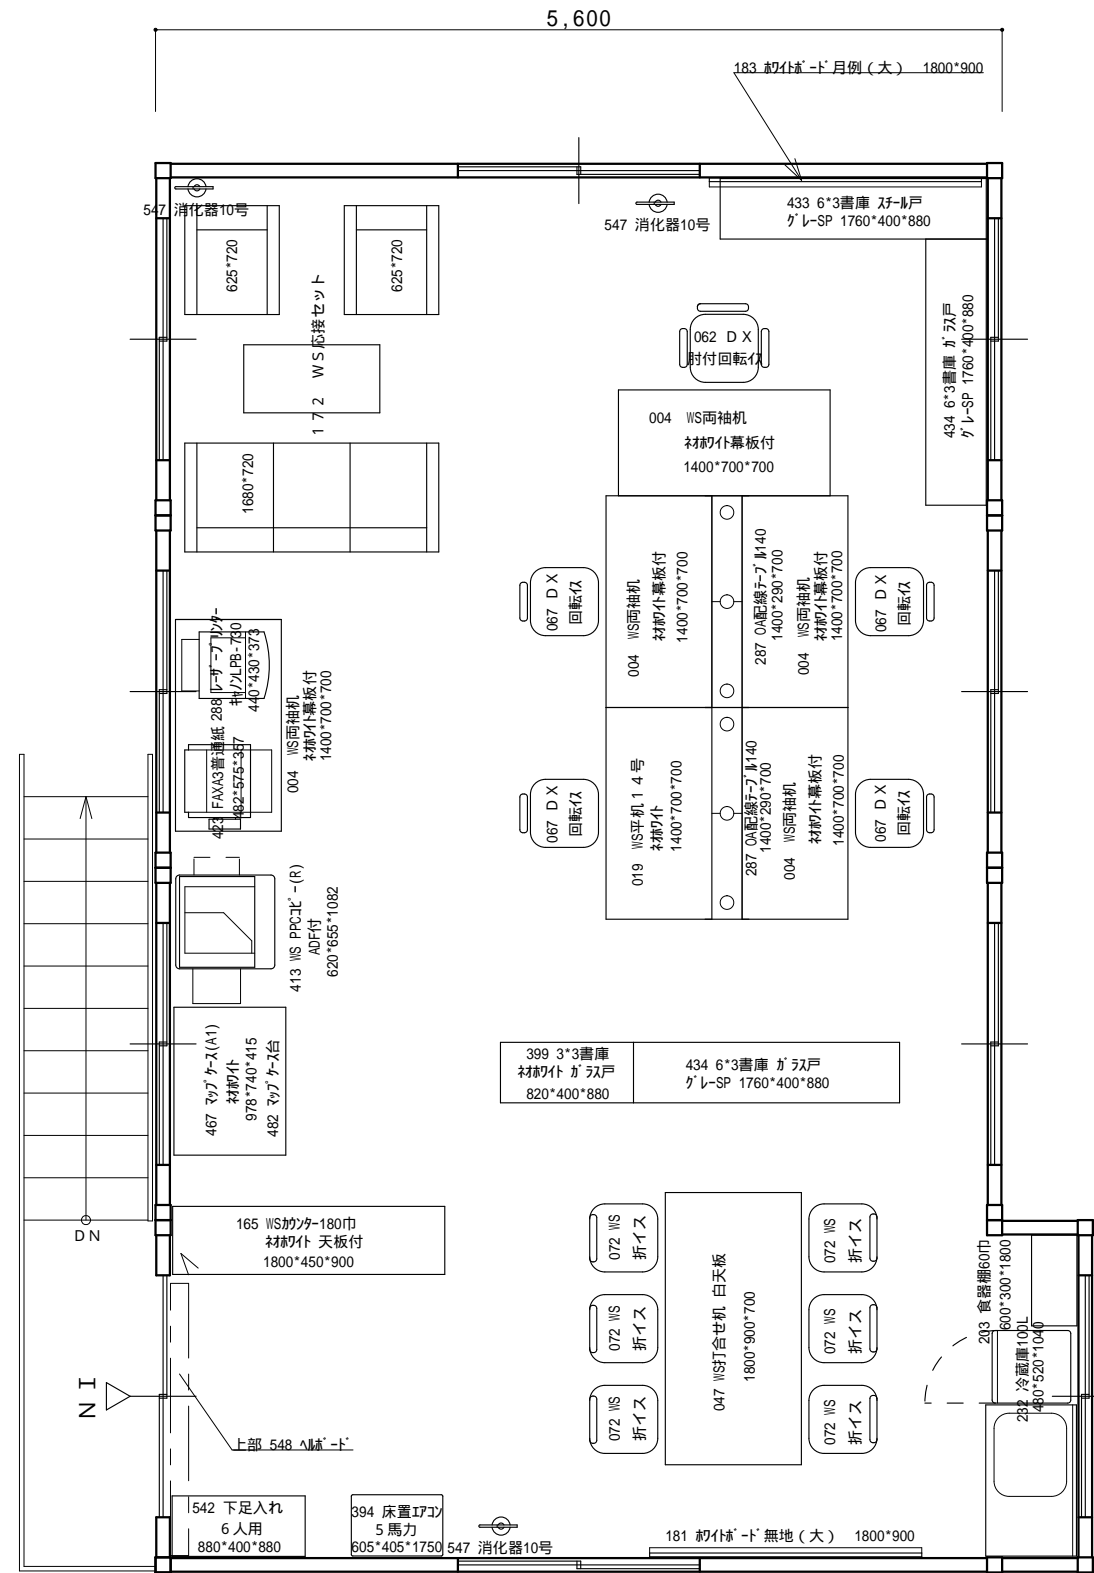 5,600
183 ﾎﾜｲﾄﾎﾞｰﾄﾞ月例（大） 1800*900
547 消化器10号
547 消化器10号
433 6*3書庫 ｽﾁｰﾙ戸
ｸﾞﾚｰSP 1760*400*880
625*720
625*720
172 WS応接セット
1680*720
434 6*3書庫 ｶﾞﾗｽ戸
ｸﾞﾚｰSP 1760*400*880
062 ＤＸ
肘付回転ｲｽ
004 WS両袖机
ﾈｵﾎﾜｲﾄ幕板付
1400*700*700
067 ＤＸ
回転ｲｽ
004 WS両袖机
ﾈｵﾎﾜｲﾄ幕板付
1400*700*700
287 OA配線ﾃｰﾌﾞﾙ140
1400*290*700
004 WS両袖机
ﾈｵﾎﾜｲﾄ幕板付
1400*700*700
067 ＤＸ
回転ｲｽ
288 ﾚｰｻﾞｰﾌﾟﾘﾝﾀｰ
ｷｬﾉﾝLPB-730
440*430*373
423 FAXA3普通紙
482*575*357
004 WS両袖机
ﾈｵﾎﾜｲﾄ幕板付
1400*700*700
067 ＤＸ
回転ｲｽ
019 WS平机１４号
ﾈｵﾎﾜｲﾄ
1400*700*700
287 OA配線ﾃｰﾌﾞﾙ140
1400*290*700
004 WS両袖机
ﾈｵﾎﾜｲﾄ幕板付
1400*700*700
067 ＤＸ
回転ｲｽ
413 WS PPCｺﾋﾟｰ(R)
ADF付
620*655*1082
467 ﾏｯﾌﾟｹｰｽ(A1)
ﾈｵﾎﾜｲﾄ
978*740*415
482 ﾏｯﾌﾟｹｰｽ台
399 3*3書庫
ﾈｵﾎﾜｲﾄ ｶﾞﾗｽ戸
820*400*880
434 6*3書庫 ｶﾞﾗｽ戸
ｸﾞﾚｰSP 1760*400*880
DN
165 WSｶｳﾝﾀｰ180巾
ﾈｵﾎﾜｲﾄ 天板付
1800*450*900
072 WS
折イス
072 WS
折イス
072 WS
折イス
047 WS打合せ机 白天板
1800*900*700
072 WS
折イス
072 WS
折イス
072 WS
折イス
203 食器棚60巾
600*300*1800
232 冷蔵庫100L
480*520*1040
IN
上部 548 ﾍﾙﾎﾞｰﾄﾞ
542 下足入れ
６人用
880*400*880
394 床置ｴｱｺﾝ
５馬力
605*405*1750
547 消化器10号
181 ﾎﾜｲﾄﾎﾞｰﾄﾞ無地（大） 1800*900